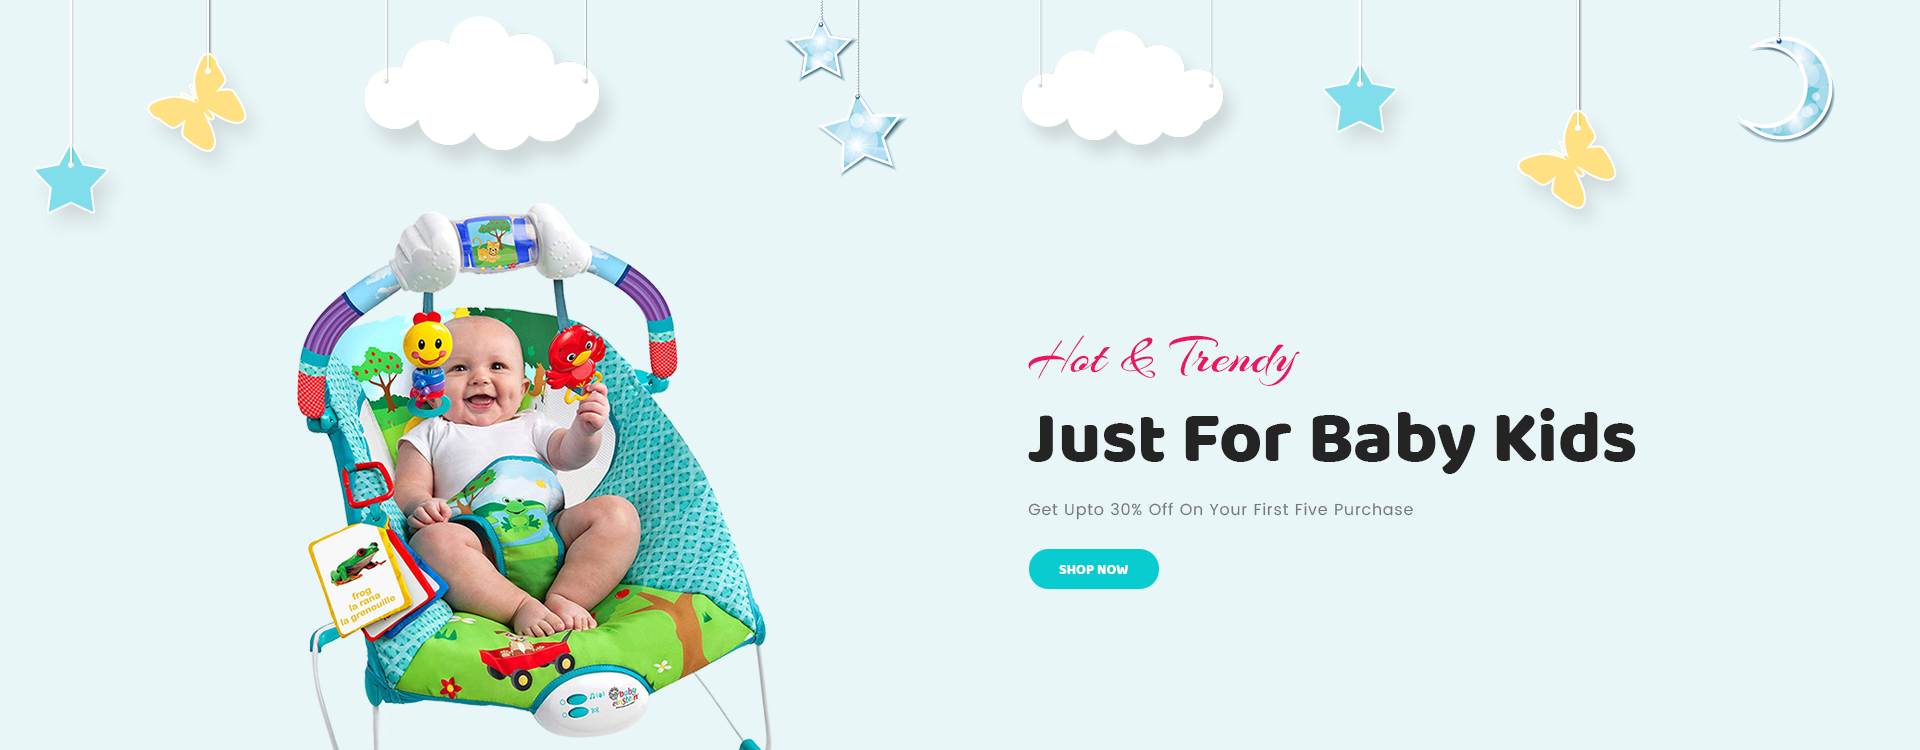 Hot & Trendy
Just For Baby Kids
Get Upto 30% Off On Your First Five Purchase
SHOP NOW
frog
la rana
la grenouille
baby
einstein